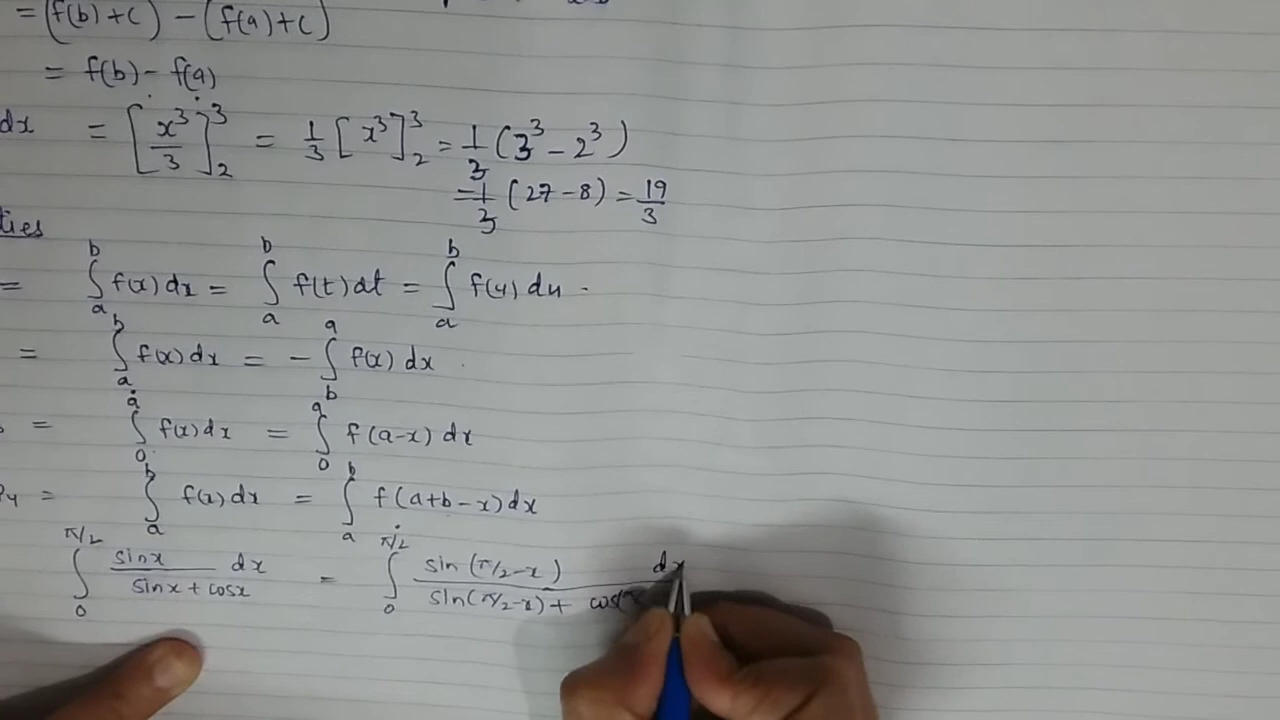 = (f(b)+c) - (f(a)+c)
= f(b) - f(a)
dx = [x³/3]₂³ = 1/3 [x³]₂³ = 1/3 (3³ - 2³)
= 1/3 (27 - 8) = 19/3
ties
= ∫ₐᵇ f(x) dx = ∫ₐᵇ f(t) dt = ∫ₐᵇ f(u) du .
= ∫ₐᵇ f(x) dx = - ∫_b^a f(x) dx .
= ∫₀ᵃ f(x) dx = ∫₀ᵃ f(a-x) dx
P₄ = ∫ₐᵇ f(x) dx = ∫ₐᵇ f(a+b-x) dx
∫₀^(π/2) sinx/(sinx + cosx) dx = ∫₀^(π/2) sin(π/2-x)/(sin(π/2-x) + cos( dx